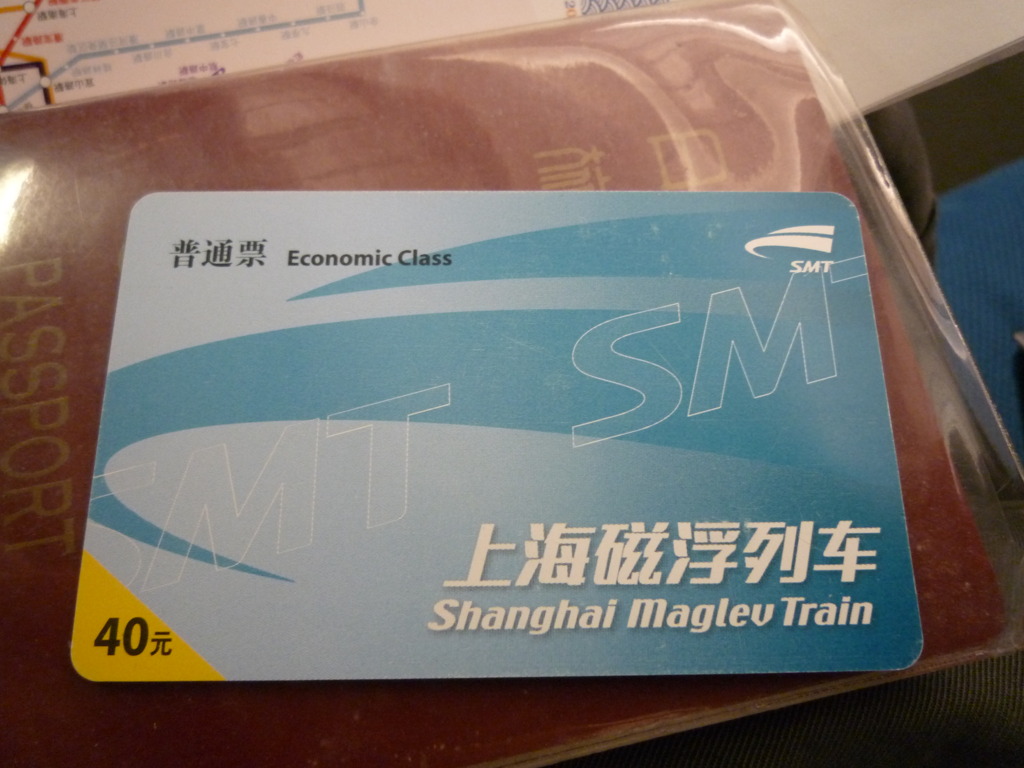 普通票 Economic Class
SMT
SMT
SMT
上海磁浮列车
Shanghai Maglev Train
40元
PASSPORT